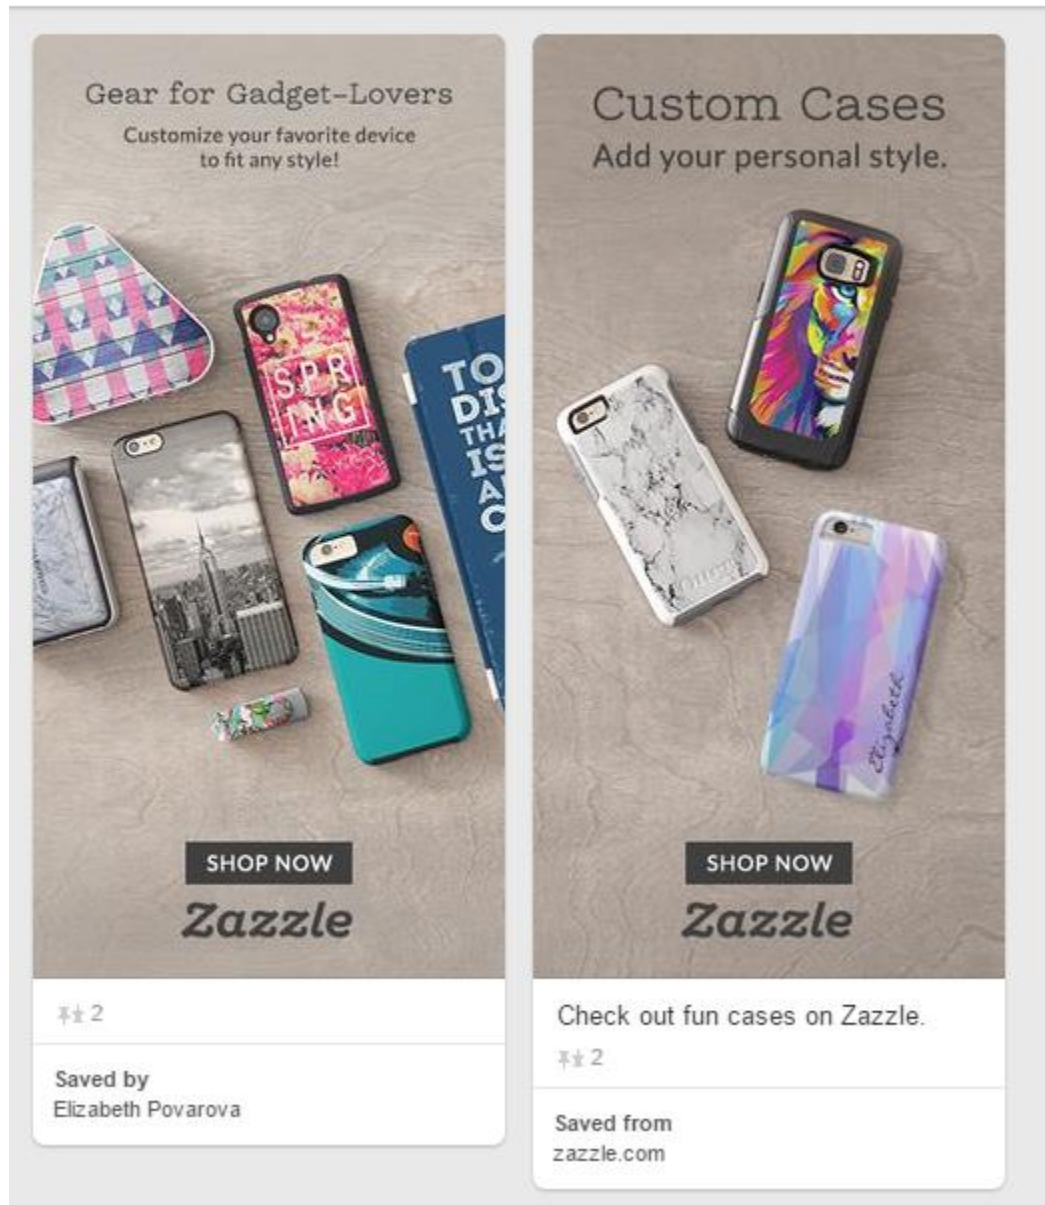 Gear for Gadget-Lovers
Customize your favorite device
to fit any style!
SPR
ING
TO
DIS
THA
IS
A
O
SHOP NOW
Zazzle
2
Saved by
Elizabeth Povarova
Custom Cases
Add your personal style.
Elizabeth
SHOP NOW
Zazzle
Check out fun cases on Zazzle.
2
Saved from
zazzle.com